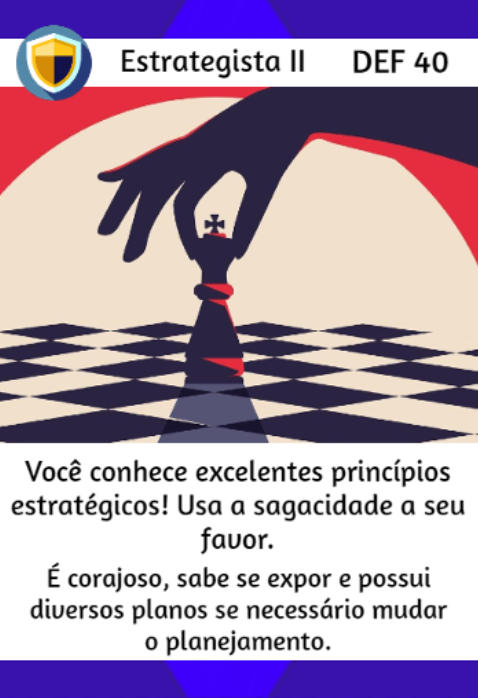 Estrategista II DEF 40
Você conhece excelentes princípios
estratégicos! Usa a sagacidade a seu
favor.
É corajoso, sabe se expor e possui
diversos planos se necessário mudar
o planejamento.